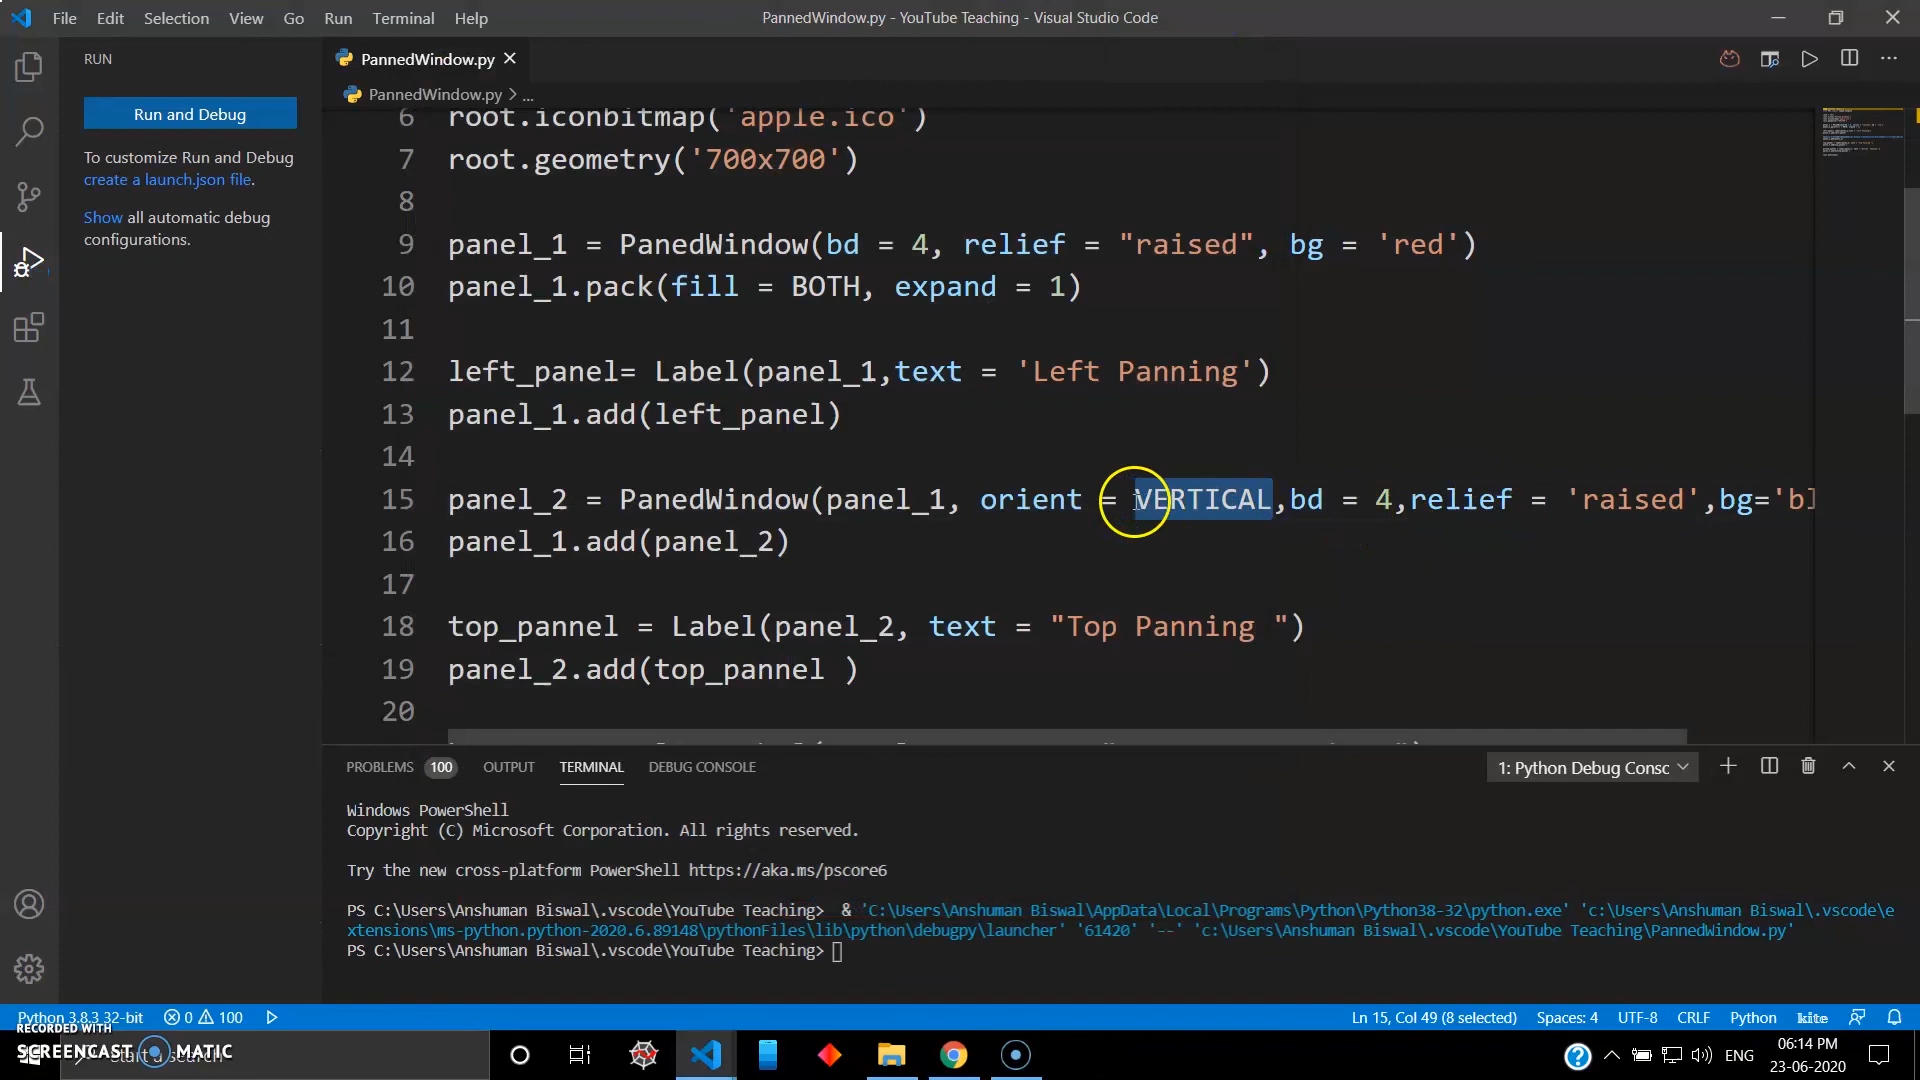 File Edit Selection View Go Run Terminal Help
PannedWindow.py - YouTube Teaching - Visual Studio Code
RUN
PannedWindow.py
Run and Debug
To customize Run and Debug
create a launch.json file.
Show all automatic debug
configurations.
PannedWindow.py > ...
6 root.iconbitmap('apple.ico')
7 root.geometry('700x700')
8
9 panel_1 = PanedWindow(bd = 4, relief = "raised", bg = 'red')
10 panel_1.pack(fill = BOTH, expand = 1)
11
12 left_panel= Label(panel_1,text = 'Left Panning')
13 panel_1.add(left_panel)
14
15 panel_2 = PanedWindow(panel_1, orient = VERTICAL,bd = 4,relief = 'raised',bg='bl
16 panel_1.add(panel_2)
17
18 top_pannel = Label(panel_2, text = "Top Panning ")
19 panel_2.add(top_pannel )
20
PROBLEMS 100 OUTPUT TERMINAL DEBUG CONSOLE
1: Python Debug Consc
Windows PowerShell
Copyright (C) Microsoft Corporation. All rights reserved.
Try the new cross-platform PowerShell https://aka.ms/pscore6
PS C:\Users\Anshuman Biswal\.vscode\YouTube Teaching> & 'C:\Users\Anshuman Biswal\AppData\Local\Programs\Python\Python38-32\python.exe' 'c:\Users\Anshuman Biswal\.vscode\e
xtensions\ms-python.python-2020.6.89148\pythonFiles\lib\python\debugpy\launcher' '61420' '--' 'c:\Users\Anshuman Biswal\.vscode\YouTube Teaching\PannedWindow.py'
PS C:\Users\Anshuman Biswal\.vscode\YouTube Teaching>
Python 3.8.3 32-bit 0 100
Ln 15, Col 49 (8 selected) Spaces: 4 UTF-8 CRLF Python kite
RECORDED WITH
SCREENCAST MATIC
ENG
06:14 PM
23-06-2020